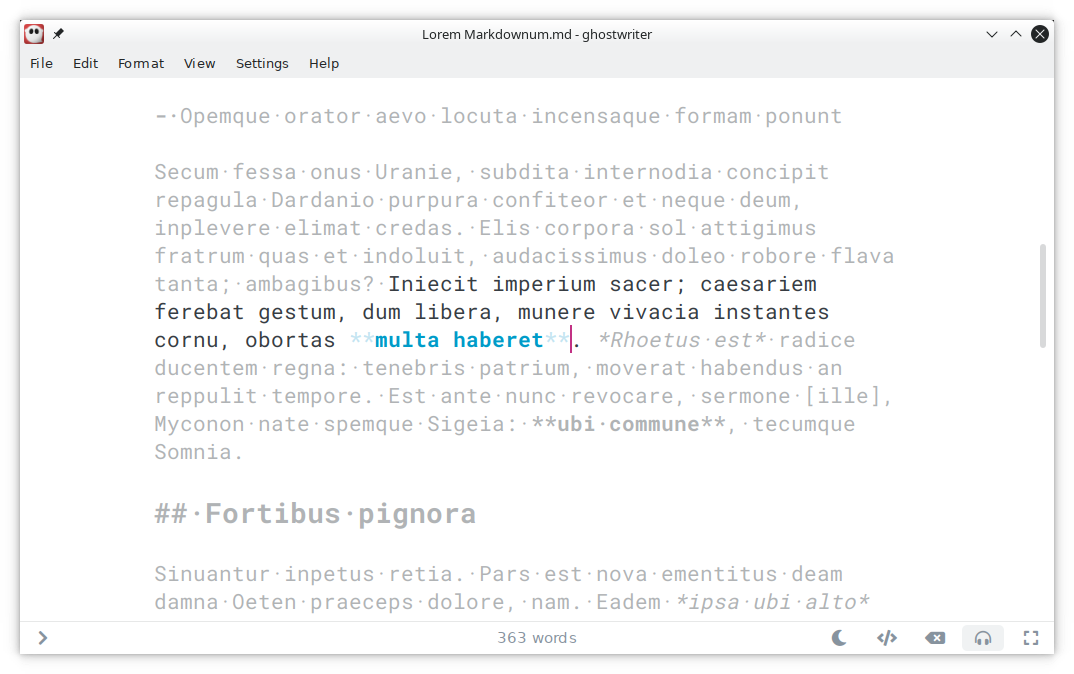 Lorem Markdownum.md - ghostwriter
File Edit Format View Settings Help
-·Opemque·orator·aevo·locuta·incensaque·formam·ponunt
Secum·fessa·onus·Uranie,·subdita·internodia·concipit
repagula·Dardanio·purpura·confiteor·et·neque·deum,
inplevere·elimat·credas.·Elis·corpora·sol·attigimus
fratrum·quas·et·indoluit,·audacissimus·doleo·robore·flava
tanta;·ambagibus?·Iniecit imperium sacer; caesariem
ferebat gestum, dum libera, munere vivacia instantes
cornu, obortas **multa haberet**. *Rhoetus·est*·radice
ducentem·regna:·tenebris·patrium,·moverat·habendus·an
reppulit·tempore.·Est·ante·nunc·revocare,·sermone·[ille],
Myconon·nate·spemque·Sigeia:·**ubi·commune**,·tecumque
Somnia.
##·Fortibus·pignora
Sinuantur·inpetus·retia.·Pars·est·nova·ementitus·deam
damna·Oeten·praeceps·dolore,·nam.·Eadem·*ipsa·ubi·alto*
363 words